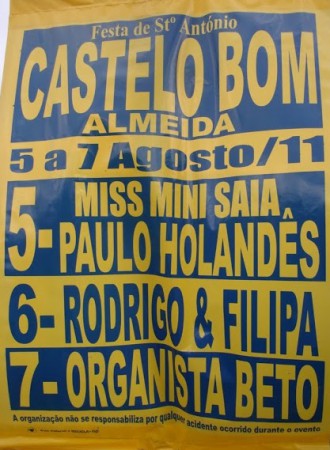 Festa de Stº António
CASTELO BOM
ALMEIDA
5 a 7 Agosto/11
5- MISS MINI SAIA
PAULO HOLANDÊS
6- RODRIGO & FILIPA
7- ORGANISTA BETO
A organização não se responsabiliza por qualquer acidente ocorrido durante o evento